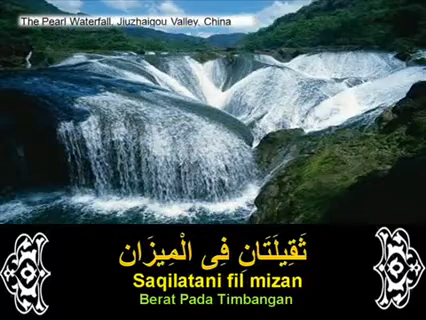 The Pearl Waterfall, Jiuzhaigou Valley, China
ثَقِيلَتَانِ فِى الْمِيزَان
Saqilatani fil mizan
Berat Pada Timbangan